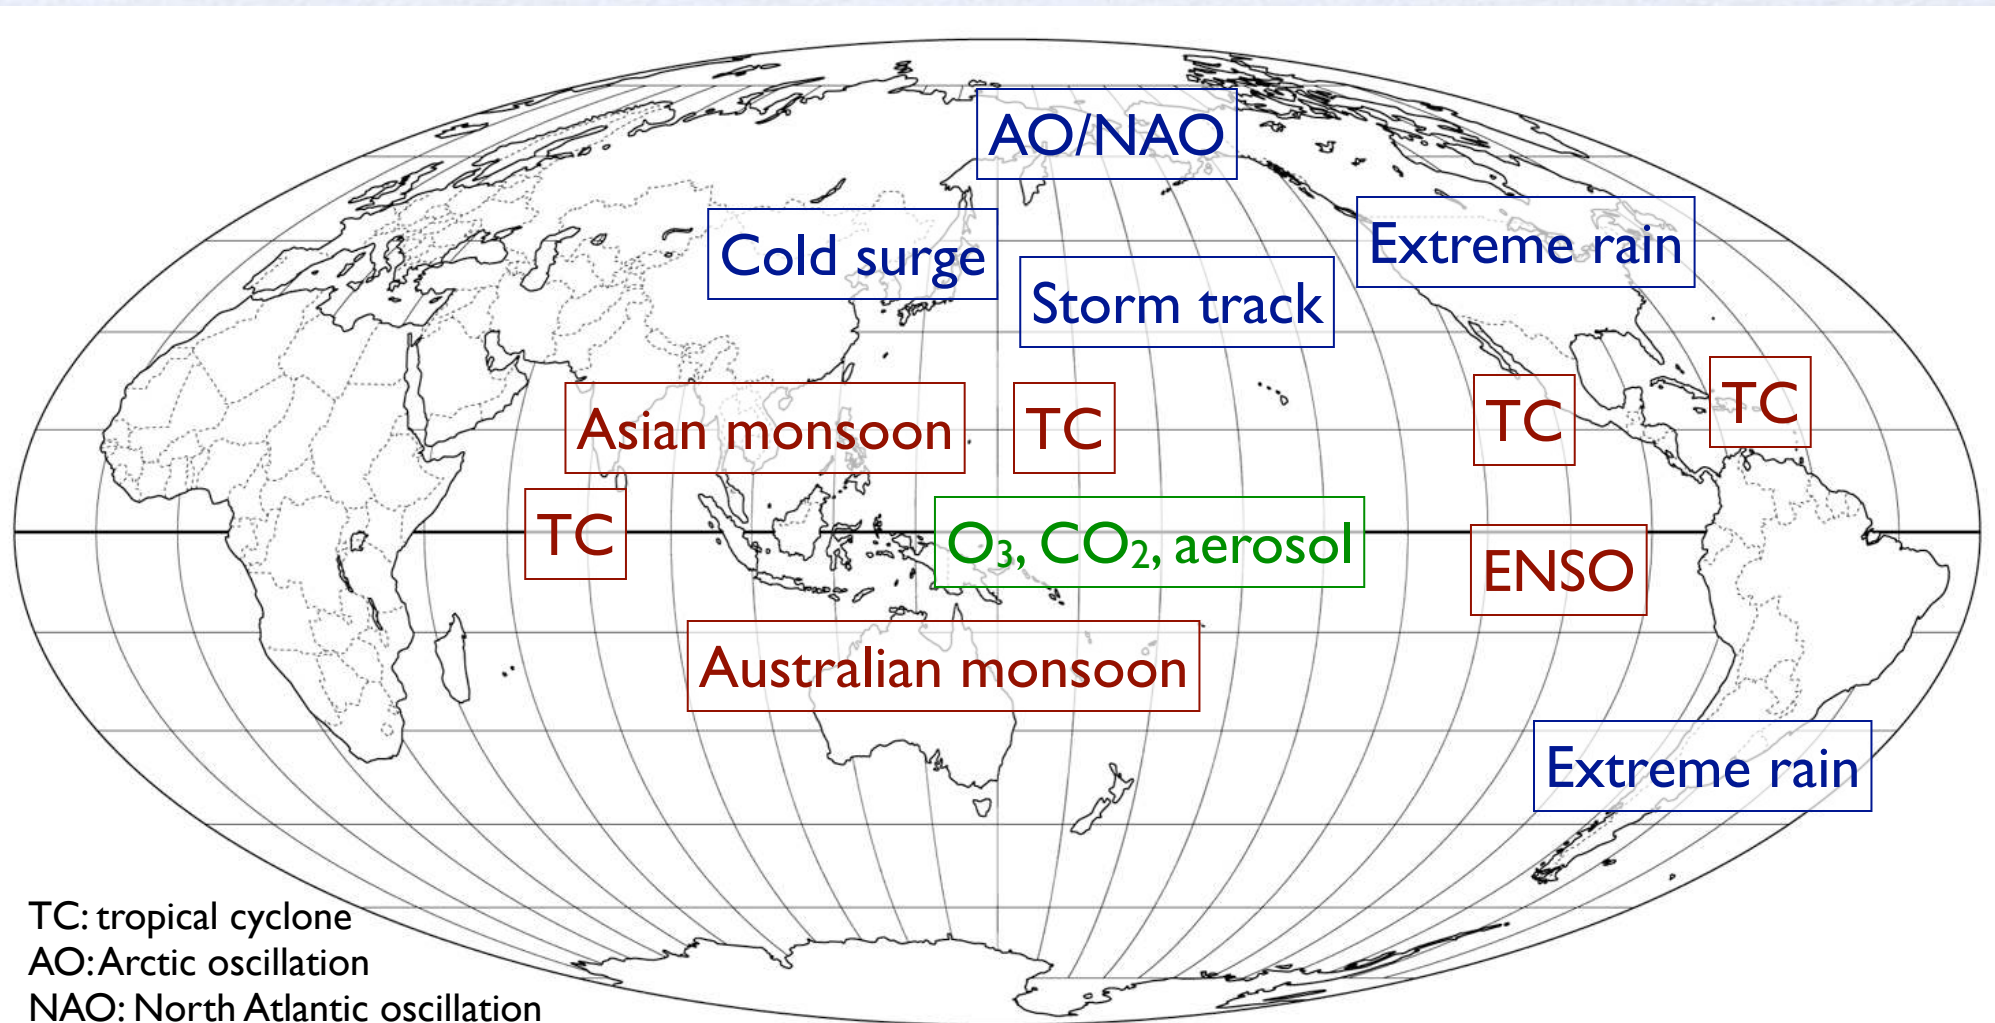 AO/NAO
Cold surge
Extreme rain
Storm track
Asian monsoon
TC
TC
TC
TC
O₃, CO₂, aerosol
ENSO
Australian monsoon
Extreme rain
TC: tropical cyclone
AO: Arctic oscillation
NAO: North Atlantic oscillation